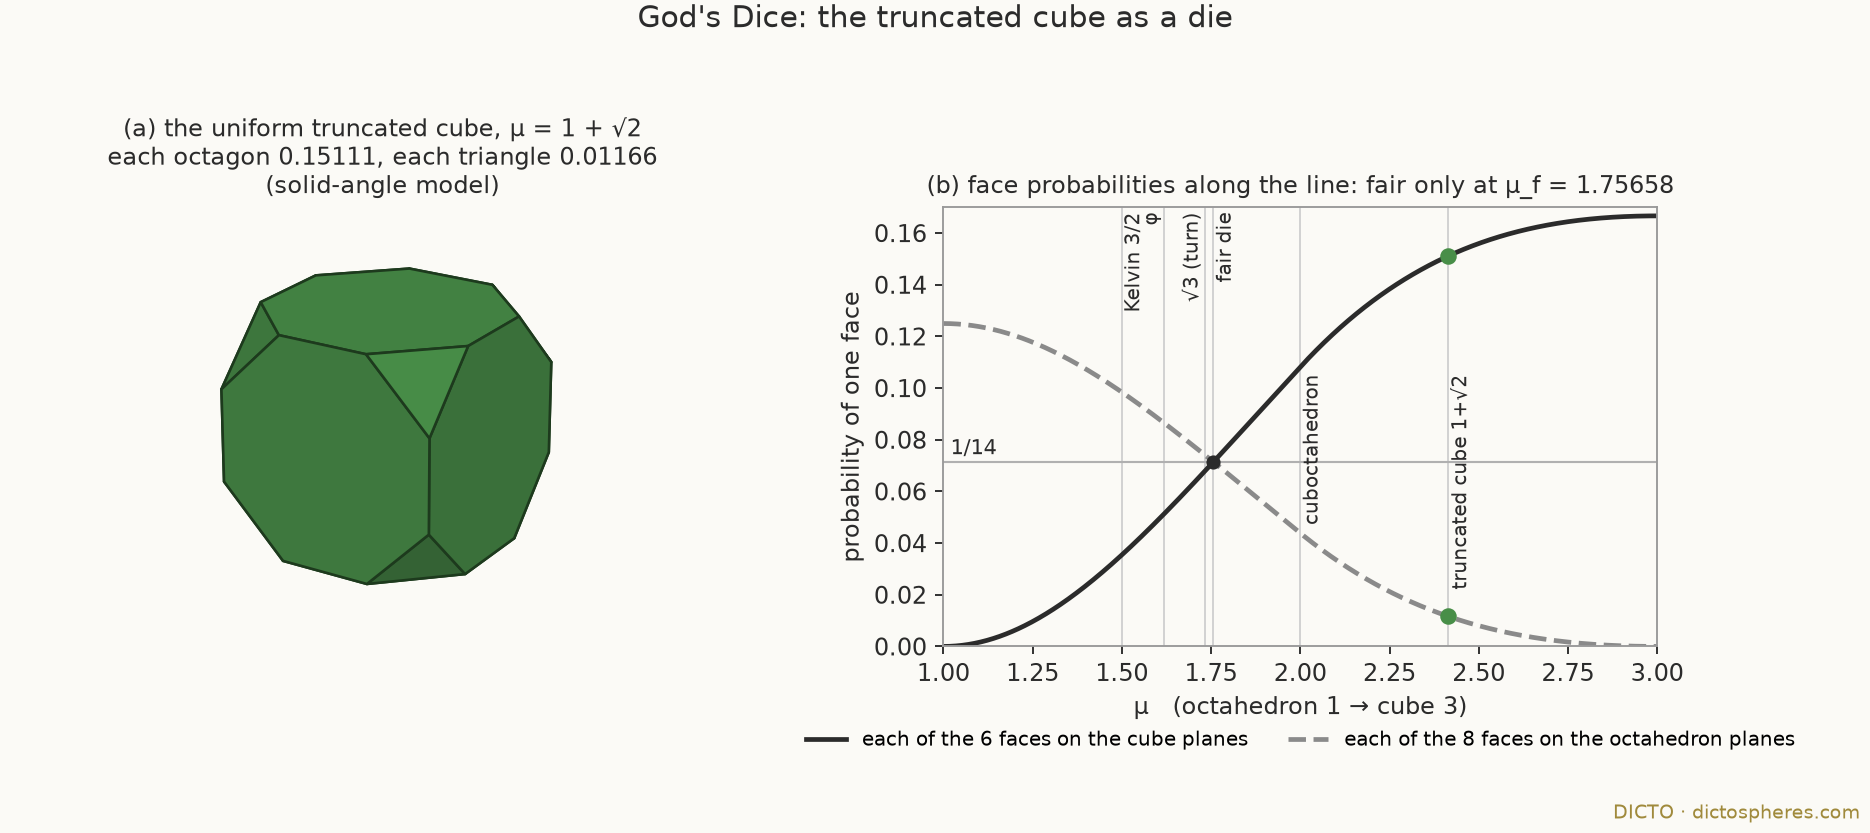 God's Dice: the truncated cube as a die
(a) the uniform truncated cube, μ = 1 + √2
each octagon 0.15111, each triangle 0.01166
(solid-angle model)
(b) face probabilities along the line: fair only at μ_f = 1.75658
probability of one face
0.16
0.14
0.12
0.10
0.08
0.06
0.04
0.02
0.00
1/14
Kelvin 3/2
φ
√3 (turn)
fair die
cuboctahedron
truncated cube 1+√2
1.00 1.25 1.50 1.75 2.00 2.25 2.50 2.75 3.00
μ (octahedron 1 → cube 3)
each of the 6 faces on the cube planes
each of the 8 faces on the octahedron planes
DICTO · dictospheres.com